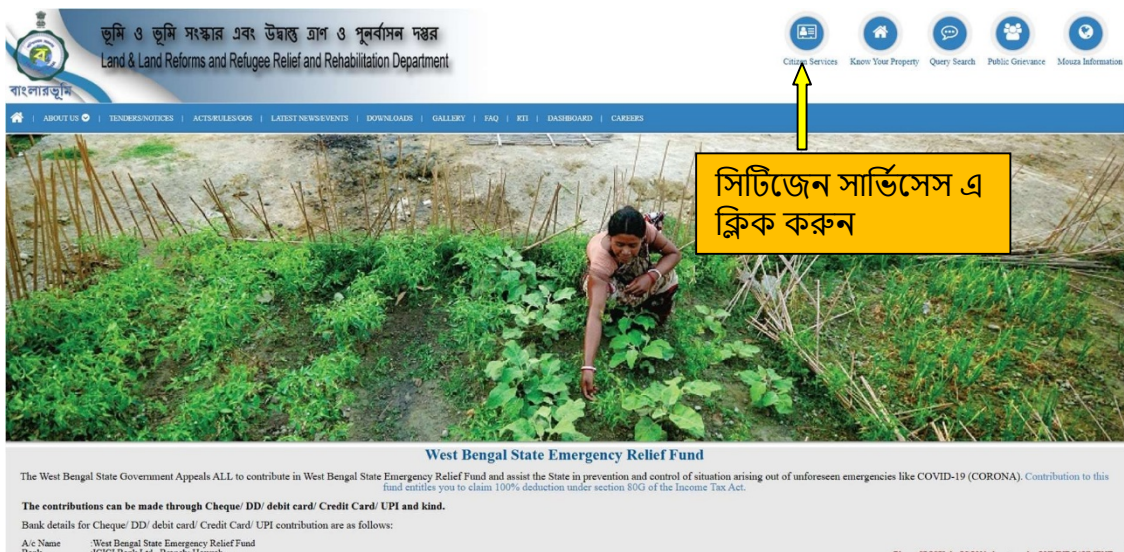 ভূমি ও ভূমি সংস্কার এবং উদ্বাস্তু ত্রাণ ও পুনর্বাসন দপ্তর
Land & Land Reforms and Refugee Relief and Rehabilitation Department
বাংলারভূমি
Citizen Services Know Your Property Query Search Public Grievance Mouza Information
ABOUT US | TENDERS/NOTICES | ACTS/RULES/GOS | LATEST NEWS/EVENTS | DOWNLOADS | GALLERY | FAQ | RTI | DASHBOARD | CAREERS
সিটিজেন সার্ভিসেস এ
ক্লিক করুন
West Bengal State Emergency Relief Fund
The West Bengal State Government Appeals ALL to contribute in West Bengal State Emergency Relief Fund and assist the State in prevention and control of situation arising out of unforeseen emergencies like COVID-19 (CORONA). Contribution to this
fund entitles you to claim 100% deduction under section 80G of the Income Tax Act.
The contributions can be made through Cheque/ DD/ debit card/ Credit Card/ UPI and kind.
Bank details for Cheque/ DD/ debit card/ Credit Card/ UPI contribution are as follows:
A/c Name :West Bengal State Emergency Relief Fund